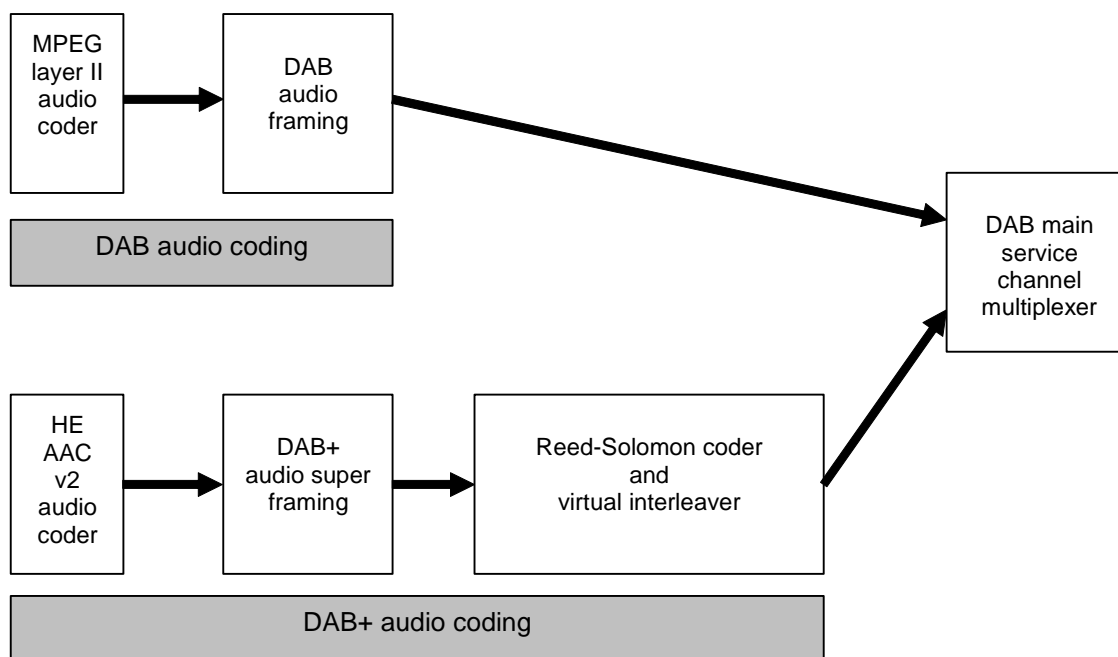 MPEG
layer II
audio
coder
DAB
audio
framing
DAB audio coding
DAB main
service
channel
multiplexer
HE
AAC
v2
audio
coder
DAB+
audio super
framing
Reed-Solomon coder
and
virtual interleaver
DAB+ audio coding